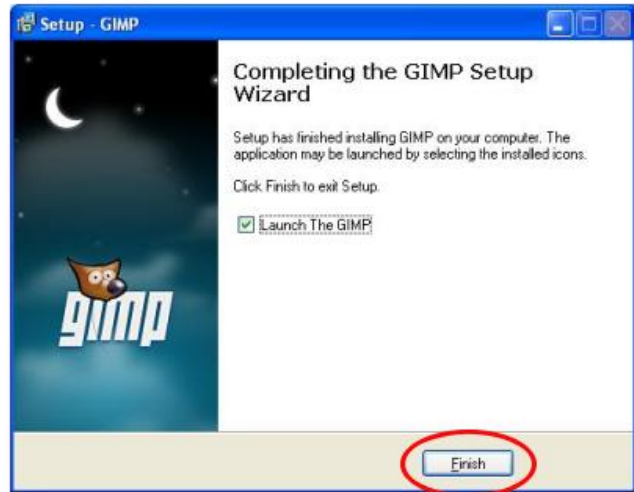 Setup - GIMP
Completing the GIMP Setup
Wizard
Setup has finished installing GIMP on your computer. The
application may be launched by selecting the installed icons.
Click Finish to exit Setup.
Launch The GIMP
gimp
Finish